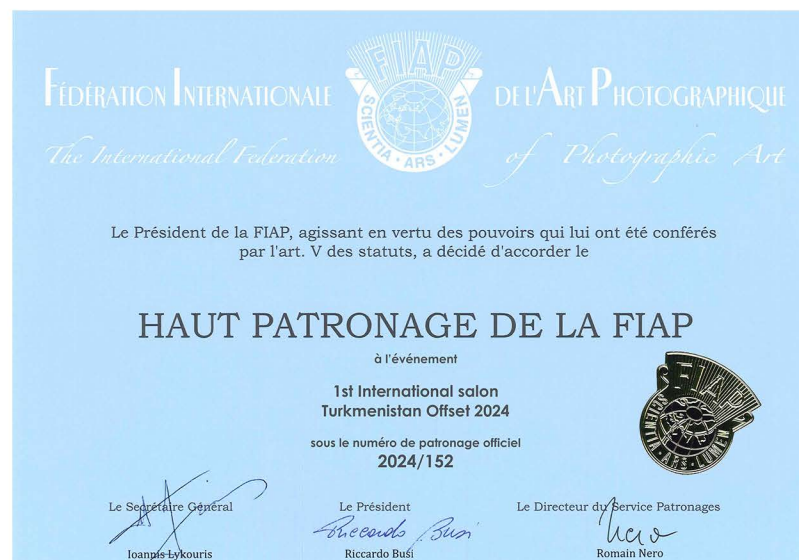 FÉDÉRATION INTERNATIONALE DE L'ART PHOTOGRAPHIQUE
FIAP
SCIENTIA · ARS · LUMEN
The International Federation of Photographic Art
Le Président de la FIAP, agissant en vertu des pouvoirs qui lui ont été conférés
par l'art. V des statuts, a décidé d'accorder le
HAUT PATRONAGE DE LA FIAP
à l'événement
1st International salon
Turkmenistan Offset 2024
sous le numéro de patronage officiel
2024/152
FIAP
SCIENTIA · ARS · LUMEN
Le Secrétaire Général Le Président Le Directeur du Service Patronages
Riccardo Busi Nero
Ioannis Lykouris Riccardo Busi Romain Nero